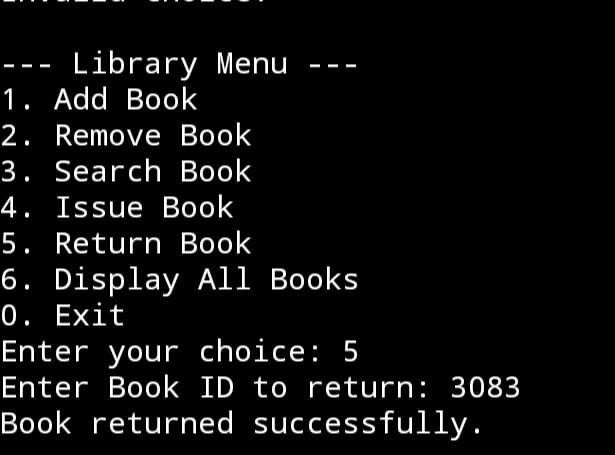 --- Library Menu ---
1. Add Book
2. Remove Book
3. Search Book
4. Issue Book
5. Return Book
6. Display All Books
0. Exit
Enter your choice: 5
Enter Book ID to return: 3083
Book returned successfully.